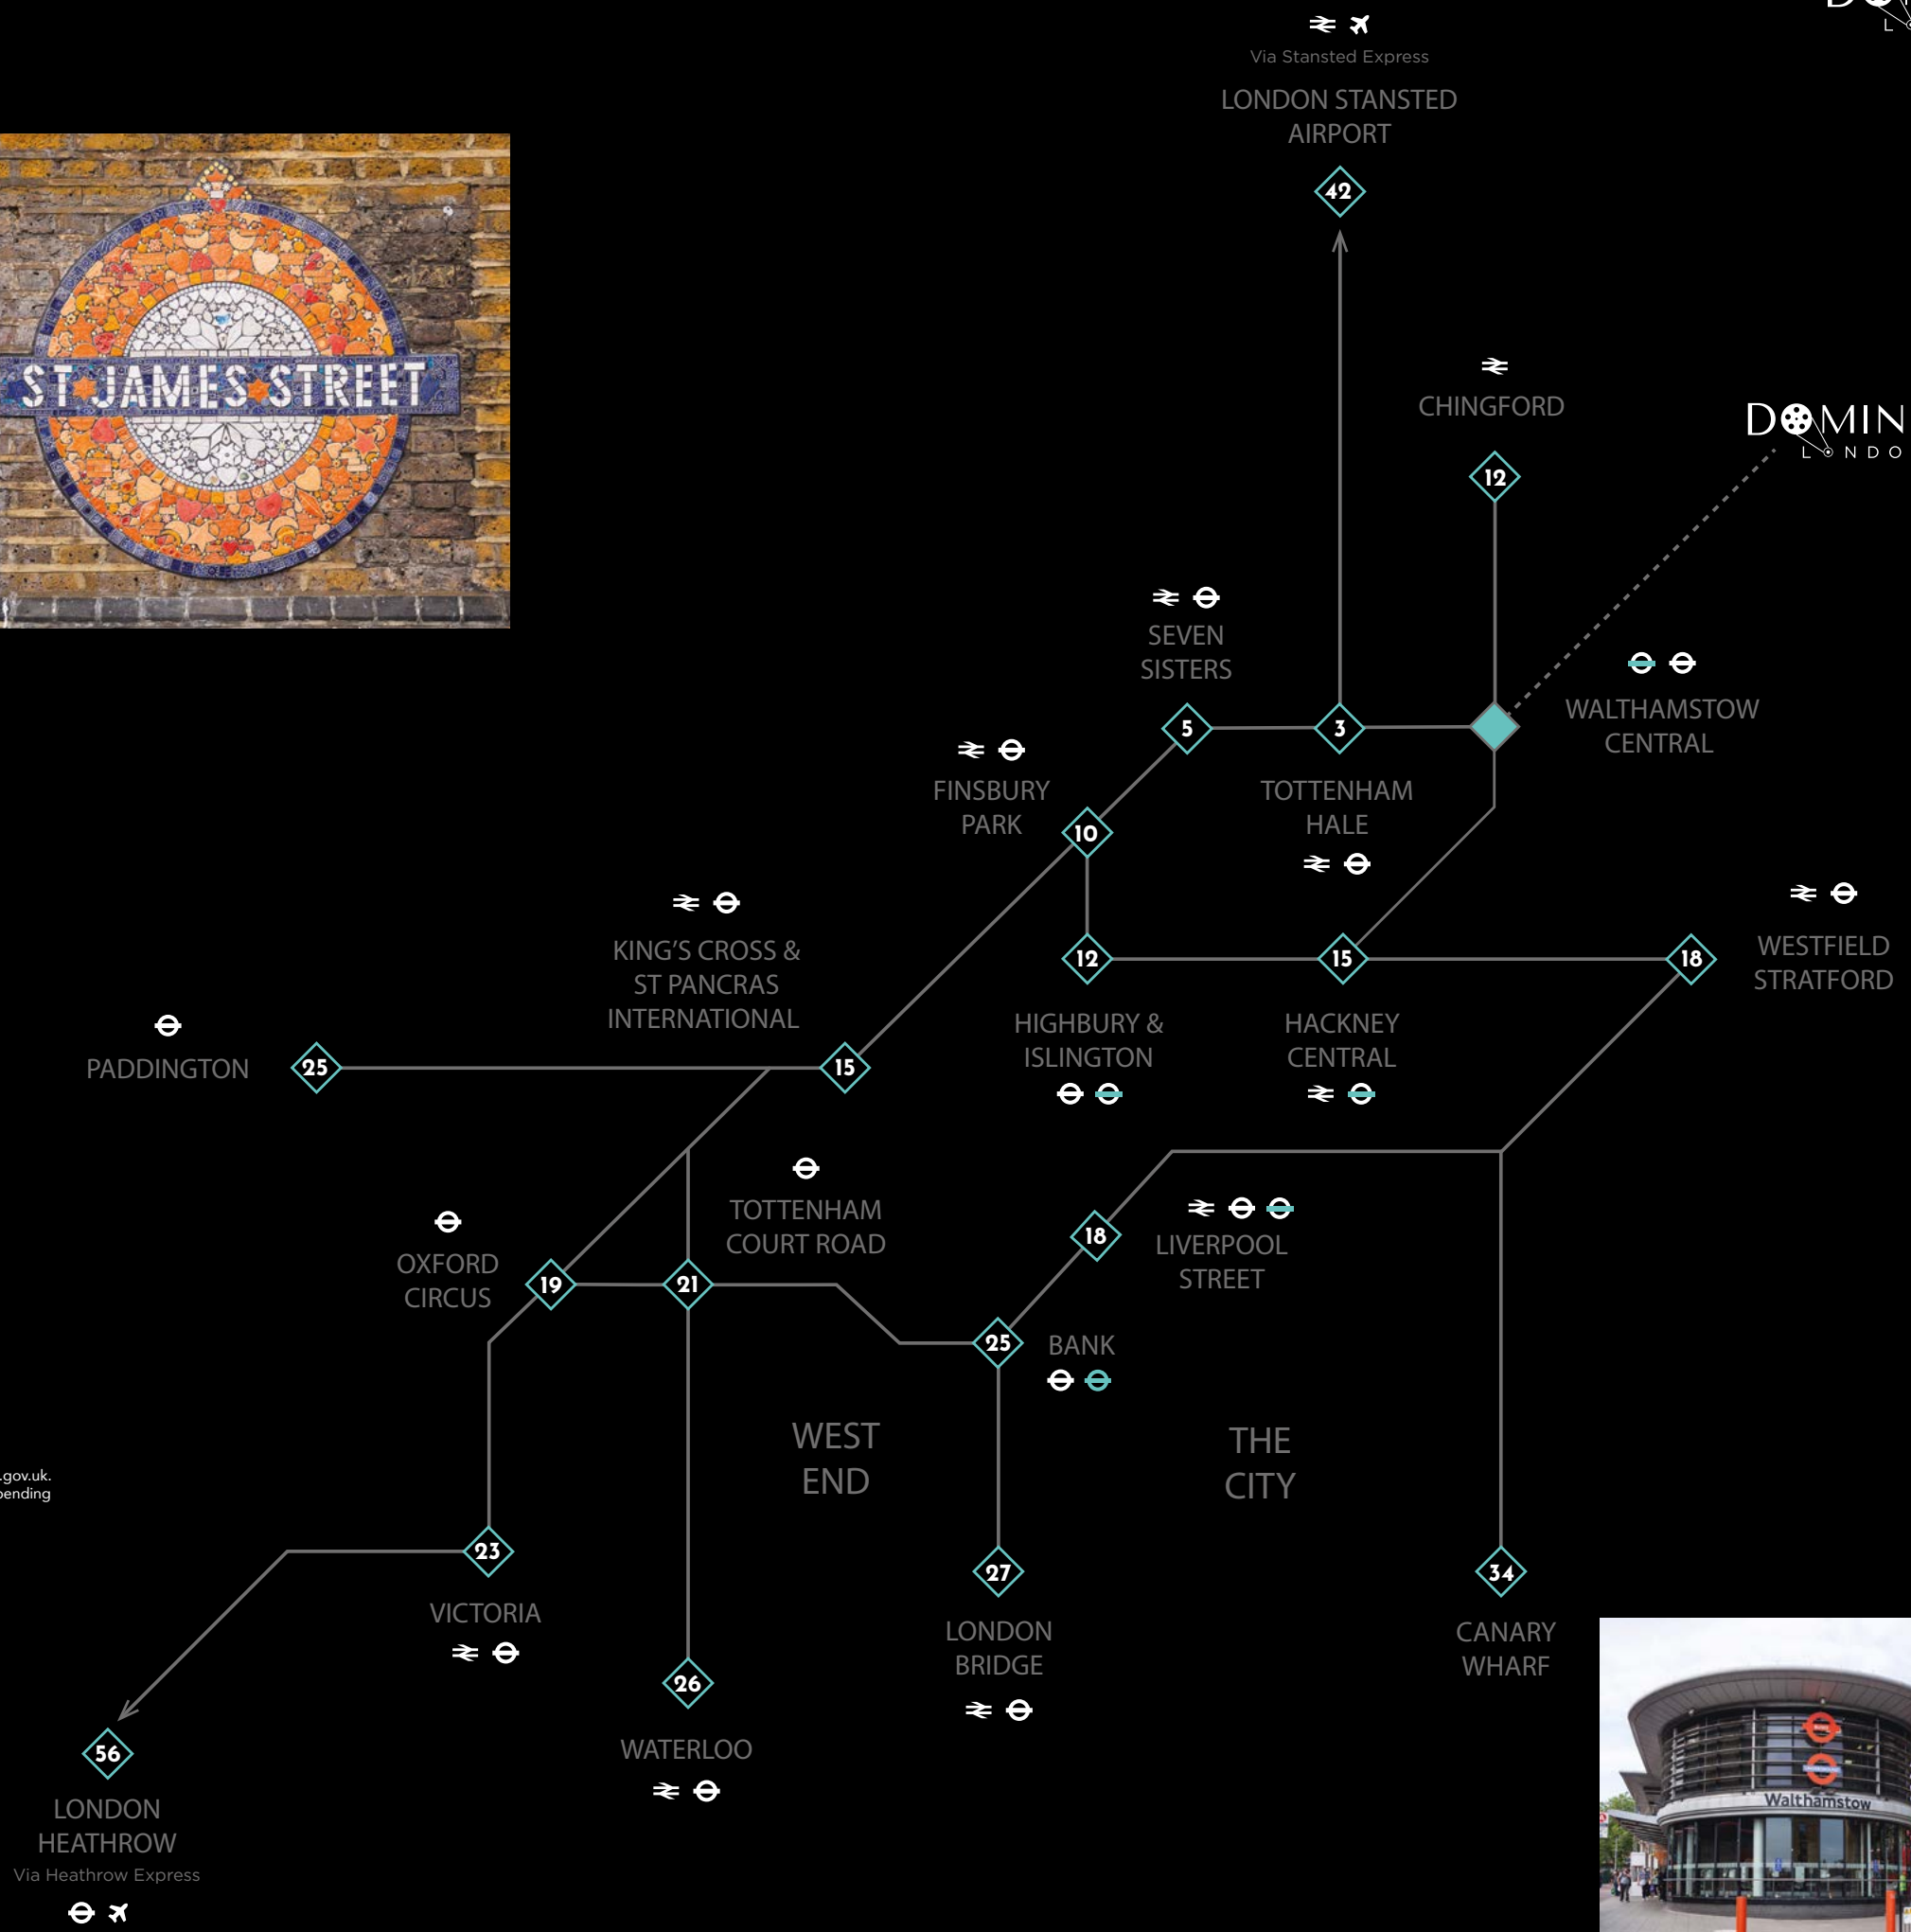 Via Stansted Express
LONDON STANSTED
AIRPORT
42
ST JAMES STREET
CHINGFORD
12
DOMIN
LONDO
SEVEN
SISTERS
5
3
WALTHAMSTOW
CENTRAL
FINSBURY
PARK
10
TOTTENHAM
HALE
KING'S CROSS &
ST PANCRAS
INTERNATIONAL
15
12
15
18
WESTFIELD
STRATFORD
HIGHBURY &
ISLINGTON
HACKNEY
CENTRAL
PADDINGTON
25
TOTTENHAM
COURT ROAD
OXFORD
CIRCUS
19
21
18
LIVERPOOL
STREET
25
BANK
WEST
END
THE
CITY
.gov.uk.
pending
23
VICTORIA
27
LONDON
BRIDGE
34
CANARY
WHARF
26
WATERLOO
56
LONDON
HEATHROW
Via Heathrow Express
Walthamstow